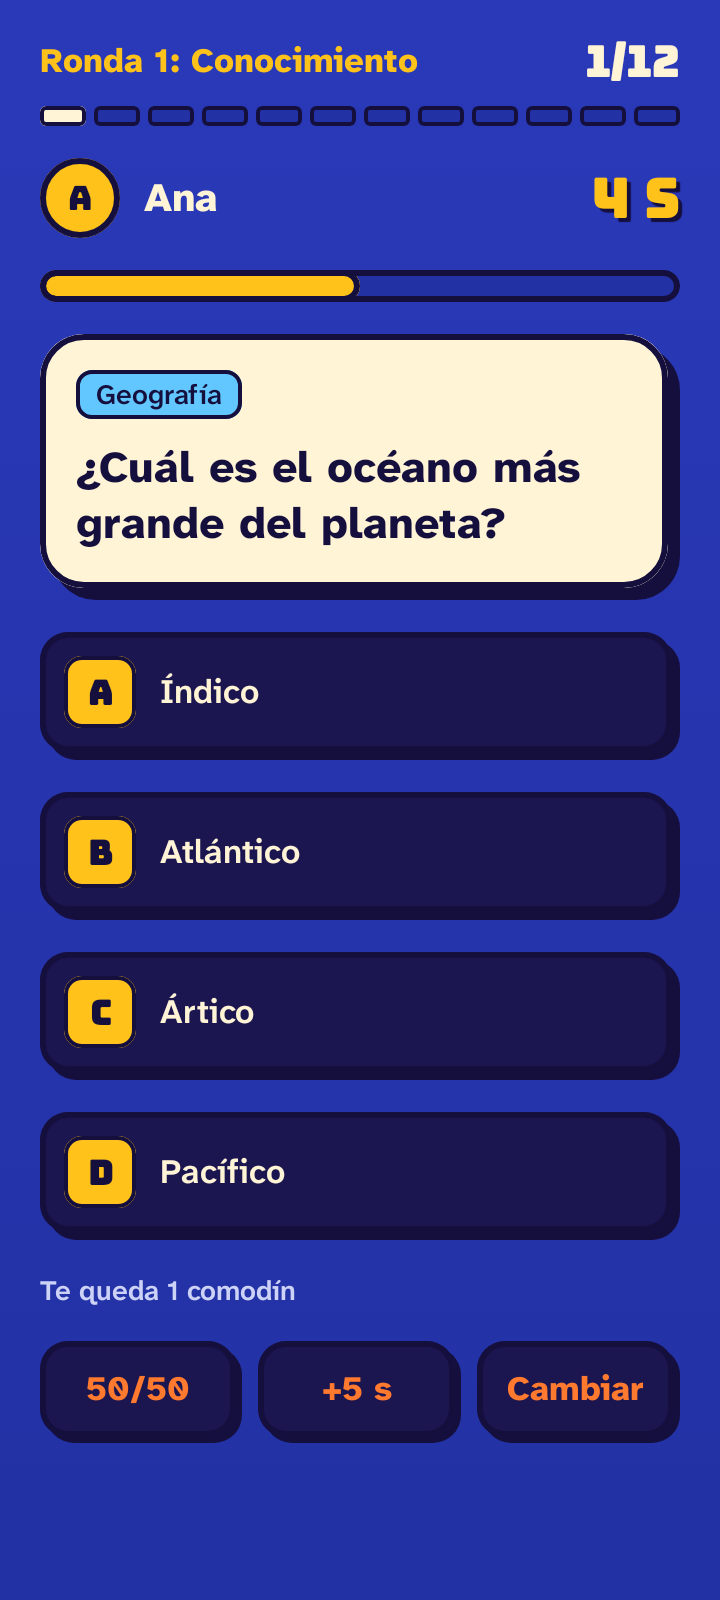 Ronda 1: Conocimiento
1/12
A
Ana
4 S
Geografía
¿Cuál es el océano más
grande del planeta?
A
Índico
B
Atlántico
C
Ártico
D
Pacífico
Te queda 1 comodín
50/50
+5 s
Cambiar